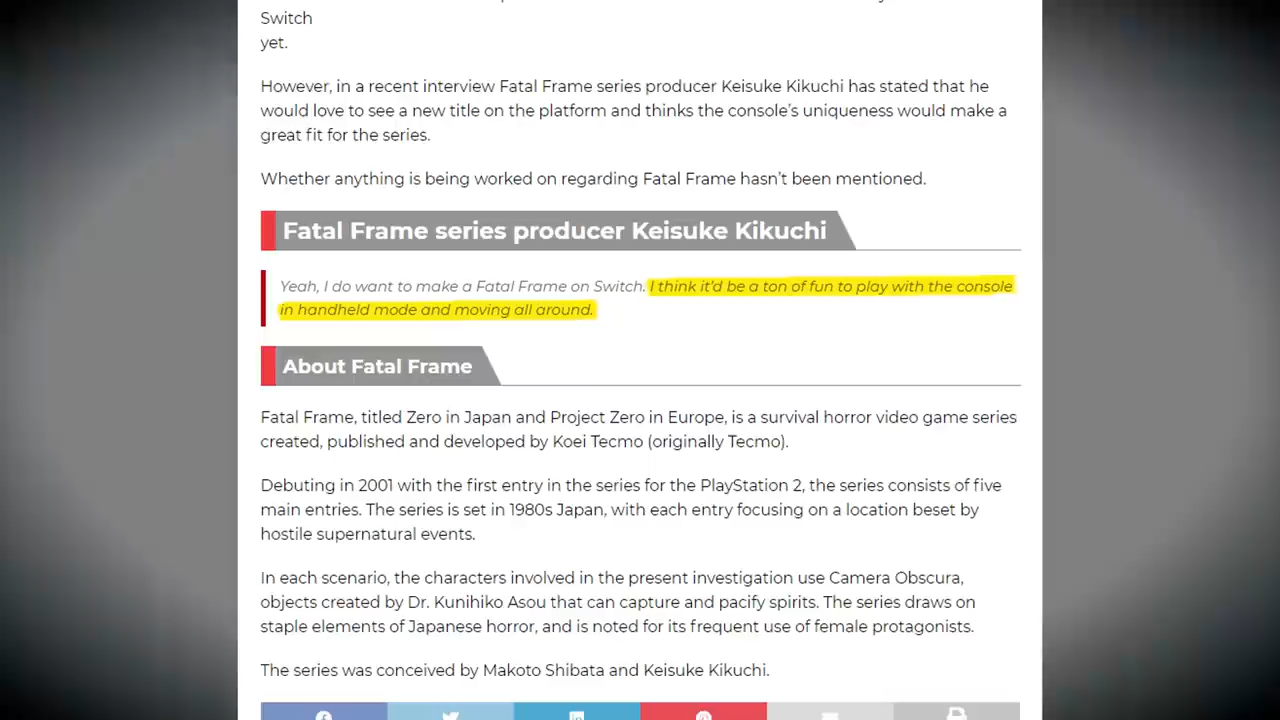 Switch
yet.
However, in a recent interview Fatal Frame series producer Keisuke Kikuchi has stated that he
would love to see a new title on the platform and thinks the console's uniqueness would make a
great fit for the series.
Whether anything is being worked on regarding Fatal Frame hasn't been mentioned.
Fatal Frame series producer Keisuke Kikuchi
Yeah, I do want to make a Fatal Frame on Switch. I think it'd be a ton of fun to play with the console
in handheld mode and moving all around.
About Fatal Frame
Fatal Frame, titled Zero in Japan and Project Zero in Europe, is a survival horror video game series
created, published and developed by Koei Tecmo (originally Tecmo).
Debuting in 2001 with the first entry in the series for the PlayStation 2, the series consists of five
main entries. The series is set in 1980s Japan, with each entry focusing on a location beset by
hostile supernatural events.
In each scenario, the characters involved in the present investigation use Camera Obscura,
objects created by Dr. Kunihiko Asou that can capture and pacify spirits. The series draws on
staple elements of Japanese horror, and is noted for its frequent use of female protagonists.
The series was conceived by Makoto Shibata and Keisuke Kikuchi.